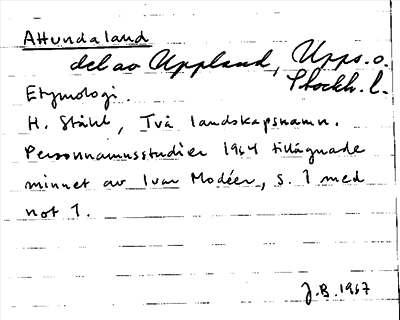 Attundaland
del av Uppland, Upps. o.
Stockh. l.
Etymologi.
H. Ståhl, Två landskapsnamn.
Personnamnsstudier 1964 tillägnade
minnet av Ivar Modéer, s. 1 med
not 1.
J.B. 1967